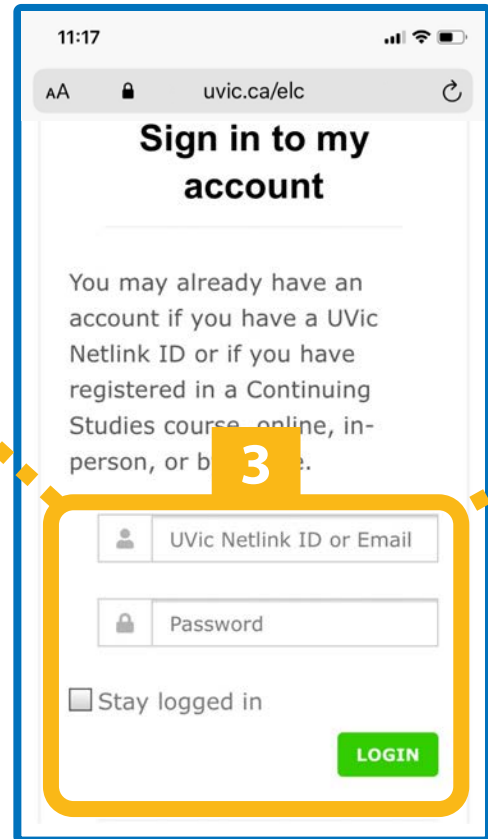 11:17
AA uvic.ca/elc
Sign in to my
account
You may already have an
account if you have a UVic
Netlink ID or if you have
registered in a Continuing
Studies course, online, in-
person, or b
3
UVic Netlink ID or Email
Password
Stay logged in
LOGIN